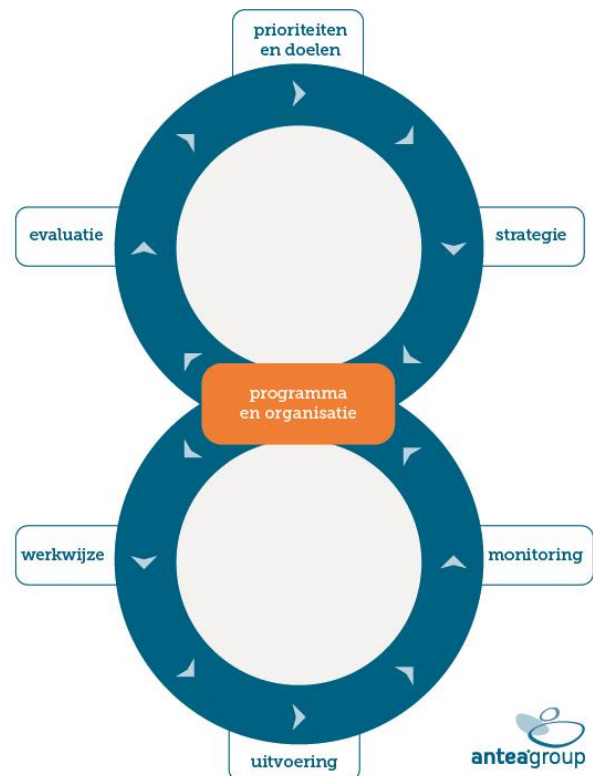 prioriteiten
en doelen
evaluatie
strategie
programma
en organisatie
werkwijze
monitoring
uitvoering
anteagroup